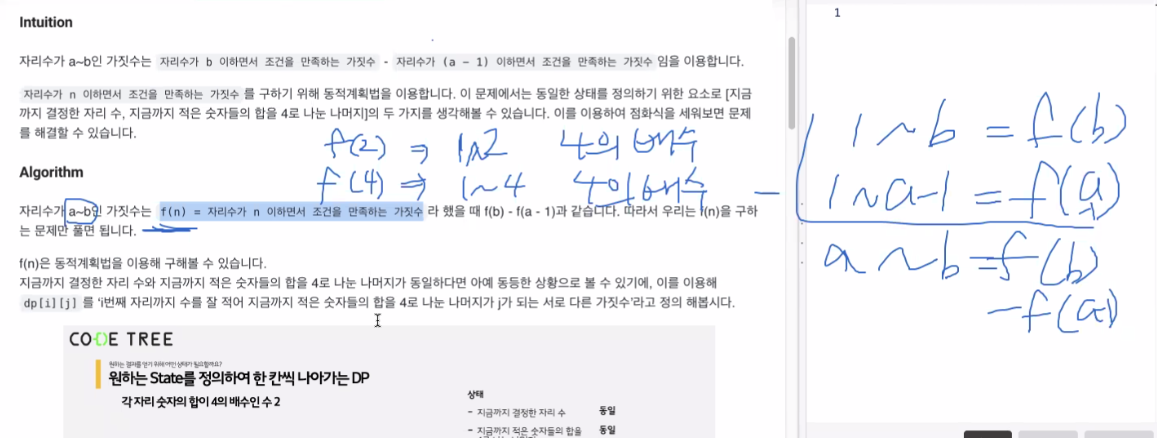 Intuition
자리수가 a~b인 가짓수는 자리수가 b 이하면서 조건을 만족하는 가짓수 - 자리수가 (a – 1) 이하면서 조건을 만족하는 가짓수 임을 이용합니다.
자리수가 n 이하면서 조건을 만족하는 가짓수 를 구하기 위해 동적계획법을 이용합니다. 이 문제에서는 동일한 상태를 정의하기 위한 요소로 [지금
까지 결정한 자리 수, 지금까지 적은 숫자들의 합을 4로 나눈 나머지]의 두 가지를 생각해볼 수 있습니다. 이를 이용하여 점화식을 세워보면 문제
를 해결할 수 있습니다.
f(2) ⇒ 1~2 4의 배수
Algorithm
f(4) ⇒ 1~4 4의 배수
자리수가 a~b인 가짓수는 f(n) = 자리수가 n 이하면서 조건을 만족하는 가짓수 라 했을 때 f(b) - f(a - 1)과 같습니다. 따라서 우리는 f(n)을 구하
는 문제만 풀면 됩니다.
f(n)은 동적계획법을 이용해 구해볼 수 있습니다.
지금까지 결정한 자리 수와 지금까지 적은 숫자들의 합을 4로 나눈 나머지가 동일하다면 아예 동등한 상황으로 볼 수 있기에, 이를 이용해
dp[i][j] 를 'i번째 자리까지 수를 잘 적어 지금까지 적은 숫자들의 합을 4로 나눈 나머지가 j가 되는 서로 다른 가짓수'라고 정의 해봅시다.
CODE TREE
원하는 State를 정의하여 한 칸씩 나아가는 DP
각 자리 숫자의 합이 4의 배수인 수 2
상태
- 지금까지 결정한 자리 수 동일
- 지금까지 적은 숫자들의 합을 동일
1
1~b = f(b)
- 1~a-1 = f(a-1)
a~b = f(b)
-f(a-1)